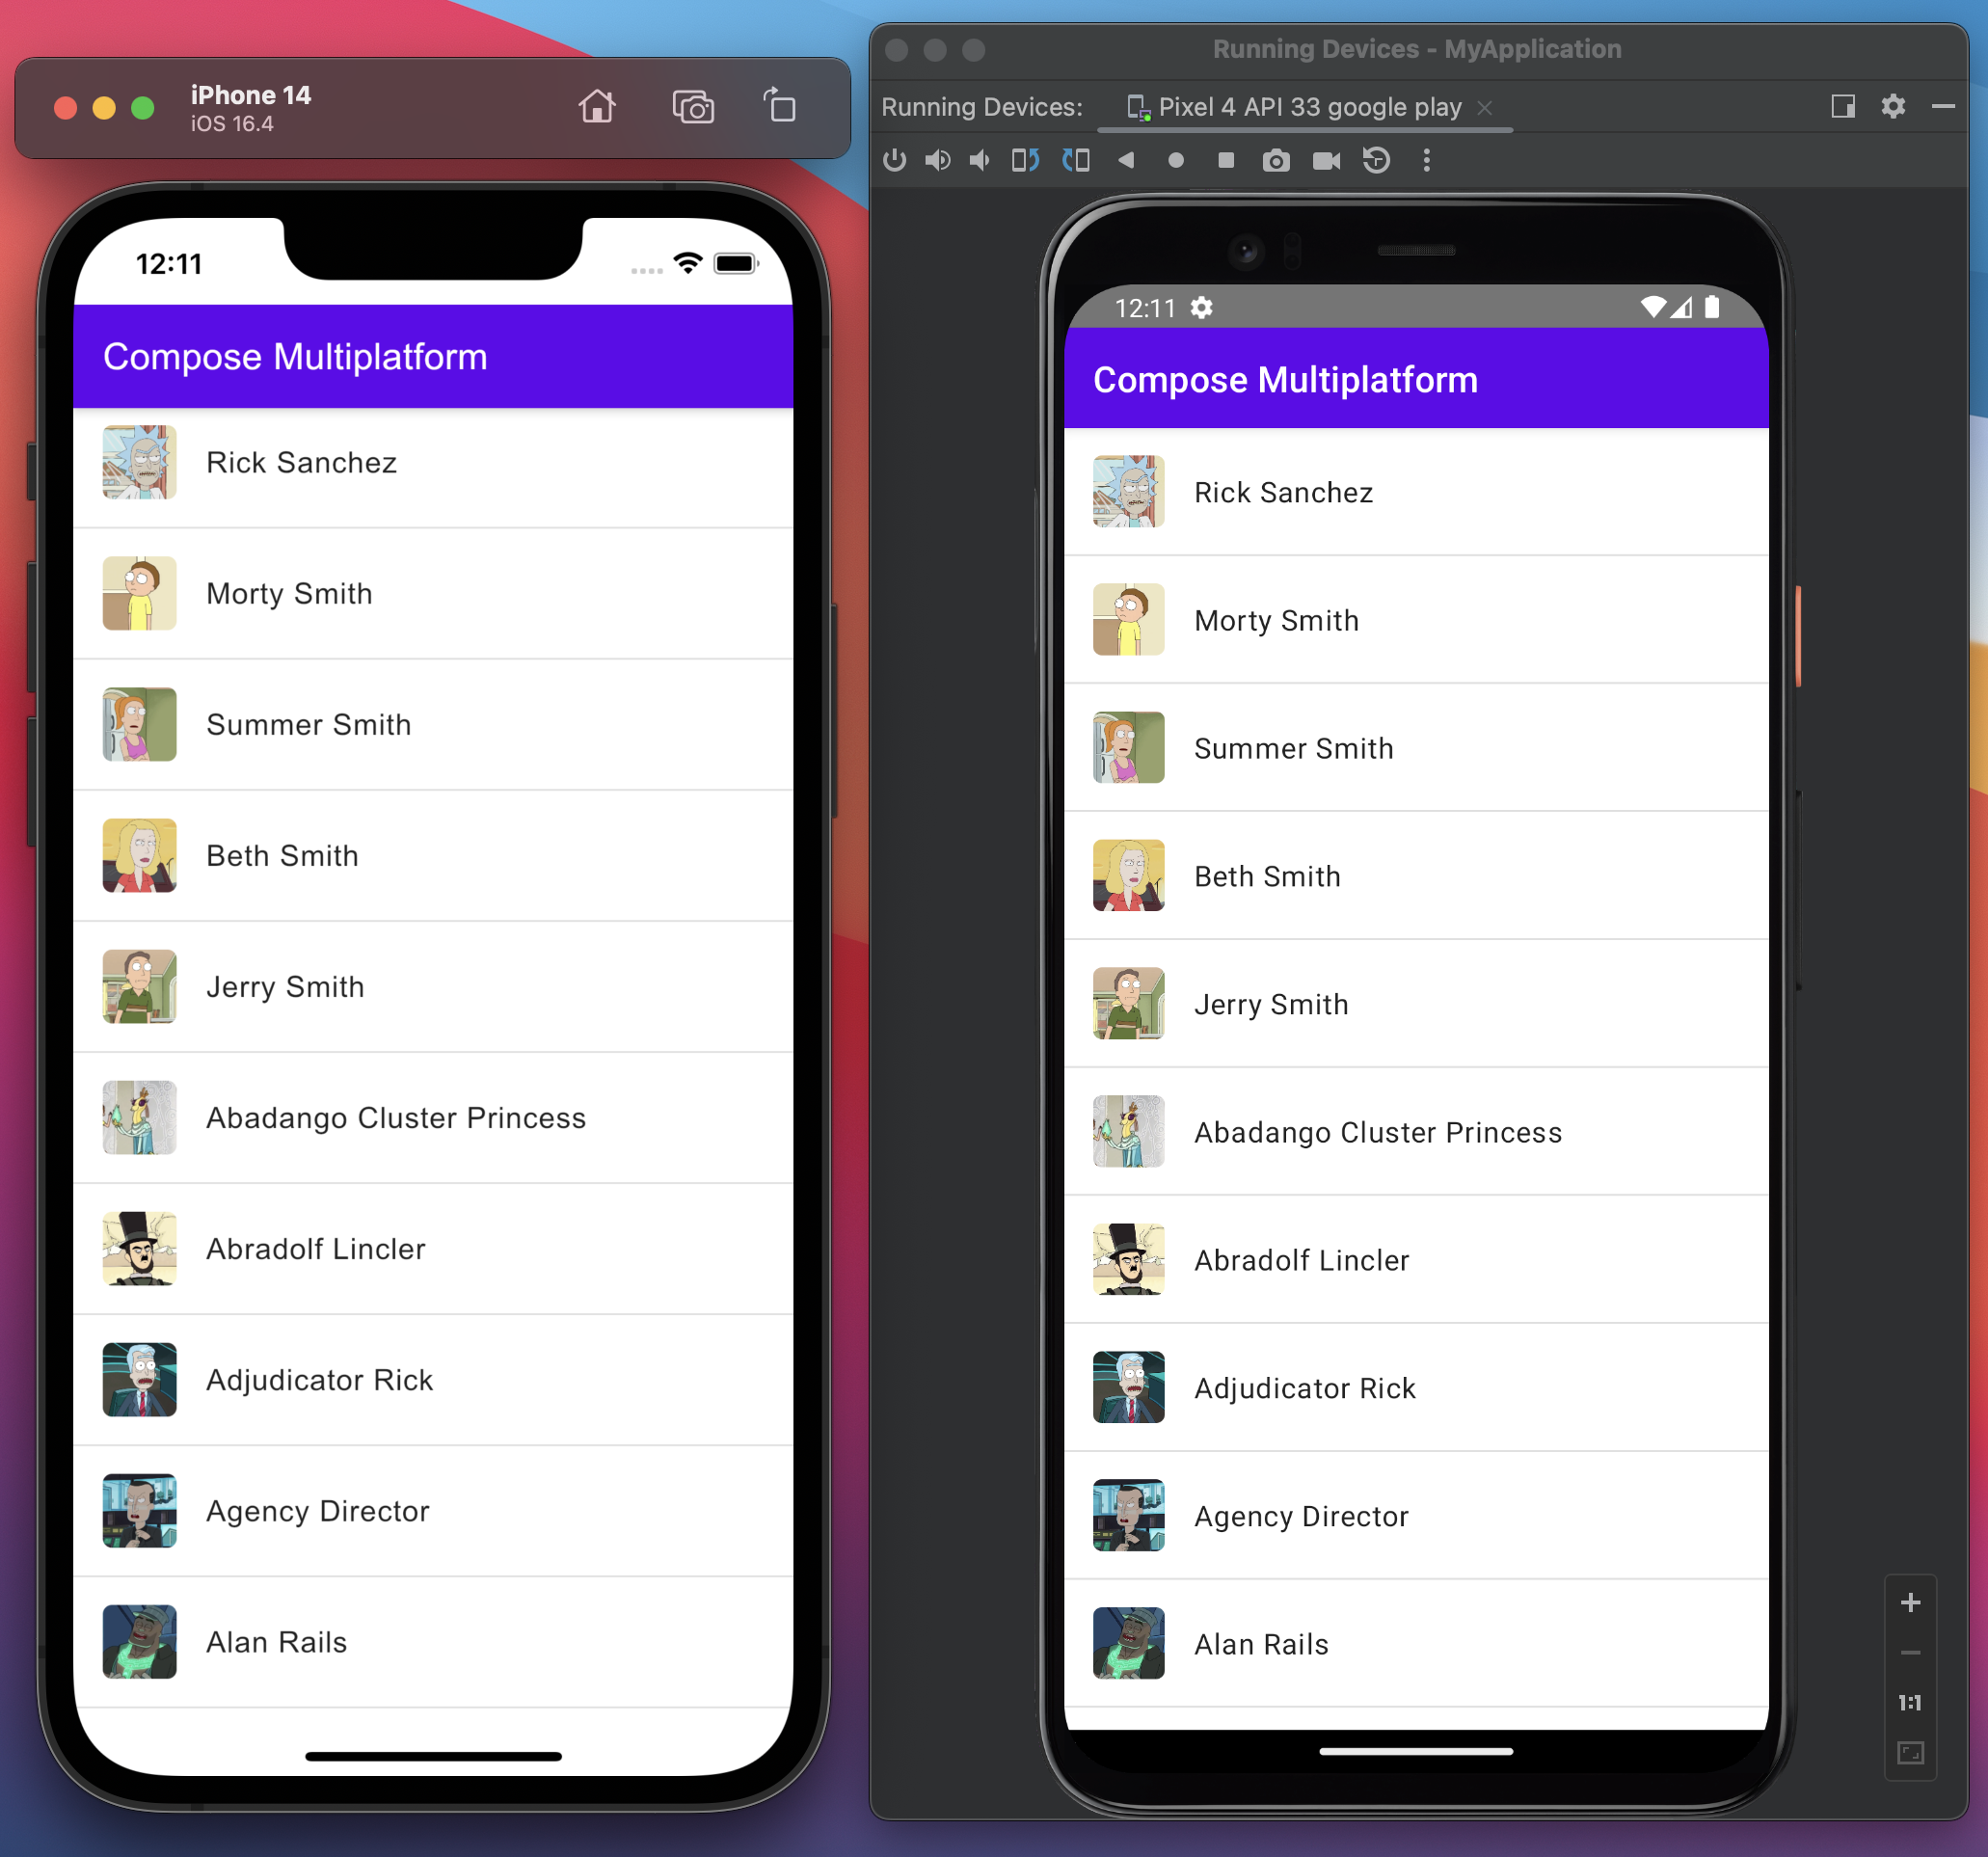 iPhone 14
iOS 16.4
12:11
Compose Multiplatform
Rick Sanchez
Morty Smith
Summer Smith
Beth Smith
Jerry Smith
Abadango Cluster Princess
Abradolf Lincler
Adjudicator Rick
Agency Director
Alan Rails
Running Devices - MyApplication
Running Devices:
Pixel 4 API 33 google play
12:11
Compose Multiplatform
Rick Sanchez
Morty Smith
Summer Smith
Beth Smith
Jerry Smith
Abadango Cluster Princess
Abradolf Lincler
Adjudicator Rick
Agency Director
Alan Rails
1:1